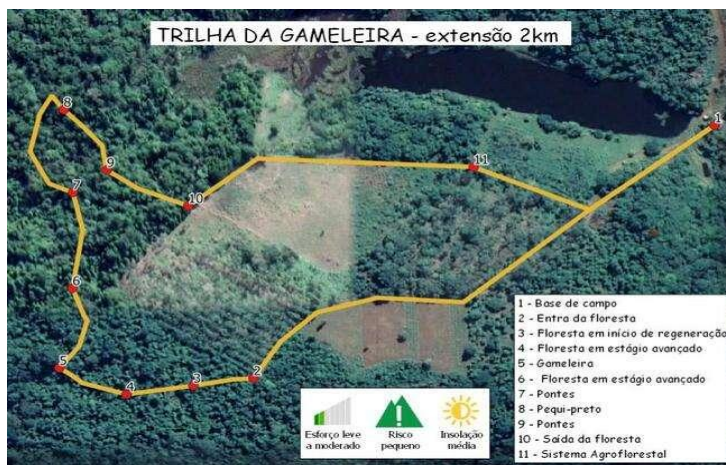 TRILHA DA GAMELEIRA - extensão 2km
1
8
9
7
11
10
6
5
4
3
2
1 - Base de campo
2 - Entra da floresta
3 - Floresta em início de regeneração
4 - Floresta em estágio avançado
5 - Gameleira
6 - Floresta em estágio avançado
7 - Pontes
8 - Pequi-preto
9 - Pontes
10 - Saída da floresta
11 - Sistema Agroflorestal
Esforço leve
a moderado
Risco
pequeno
Insolação
média